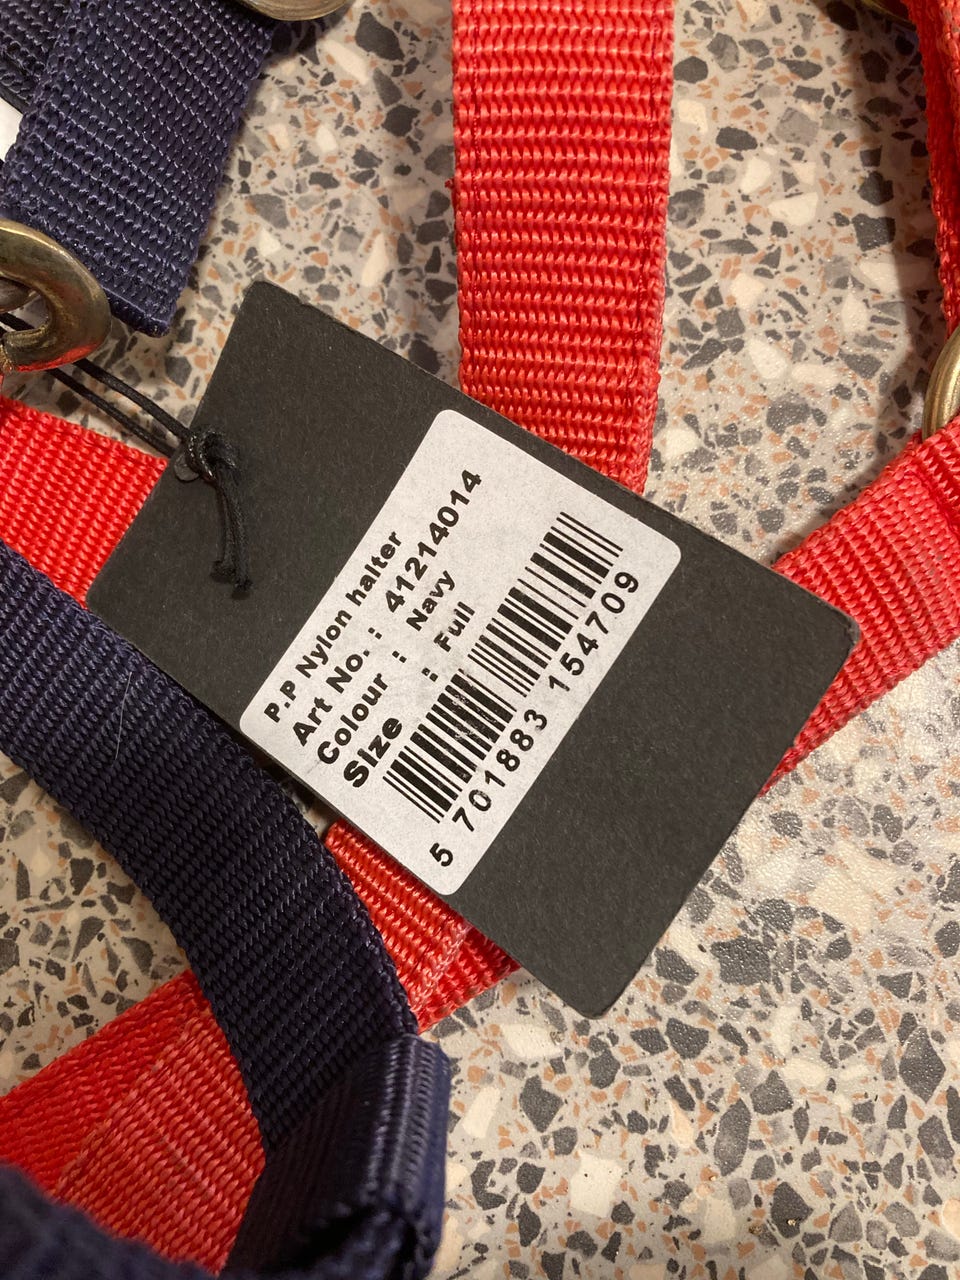 P.P Nylon halter
Art No. : 41214014
Colour : Navy
Size : Full
5 701883 154709